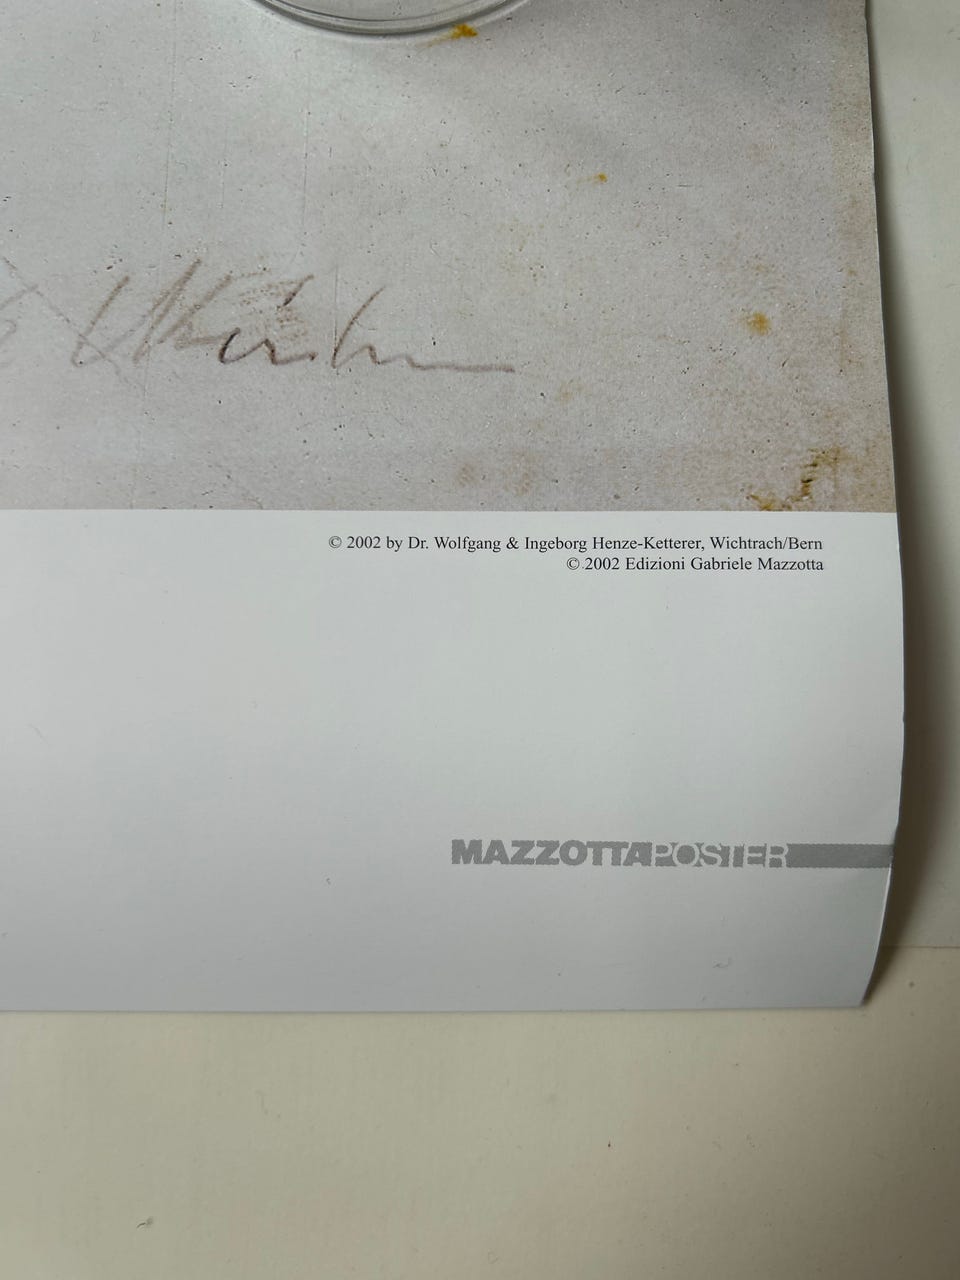 © 2002 by Dr. Wolfgang & Ingeborg Henze-Ketterer, Wichtrach/Bern
© 2002 Edizioni Gabriele Mazzotta
MAZZOTTAPOSTER